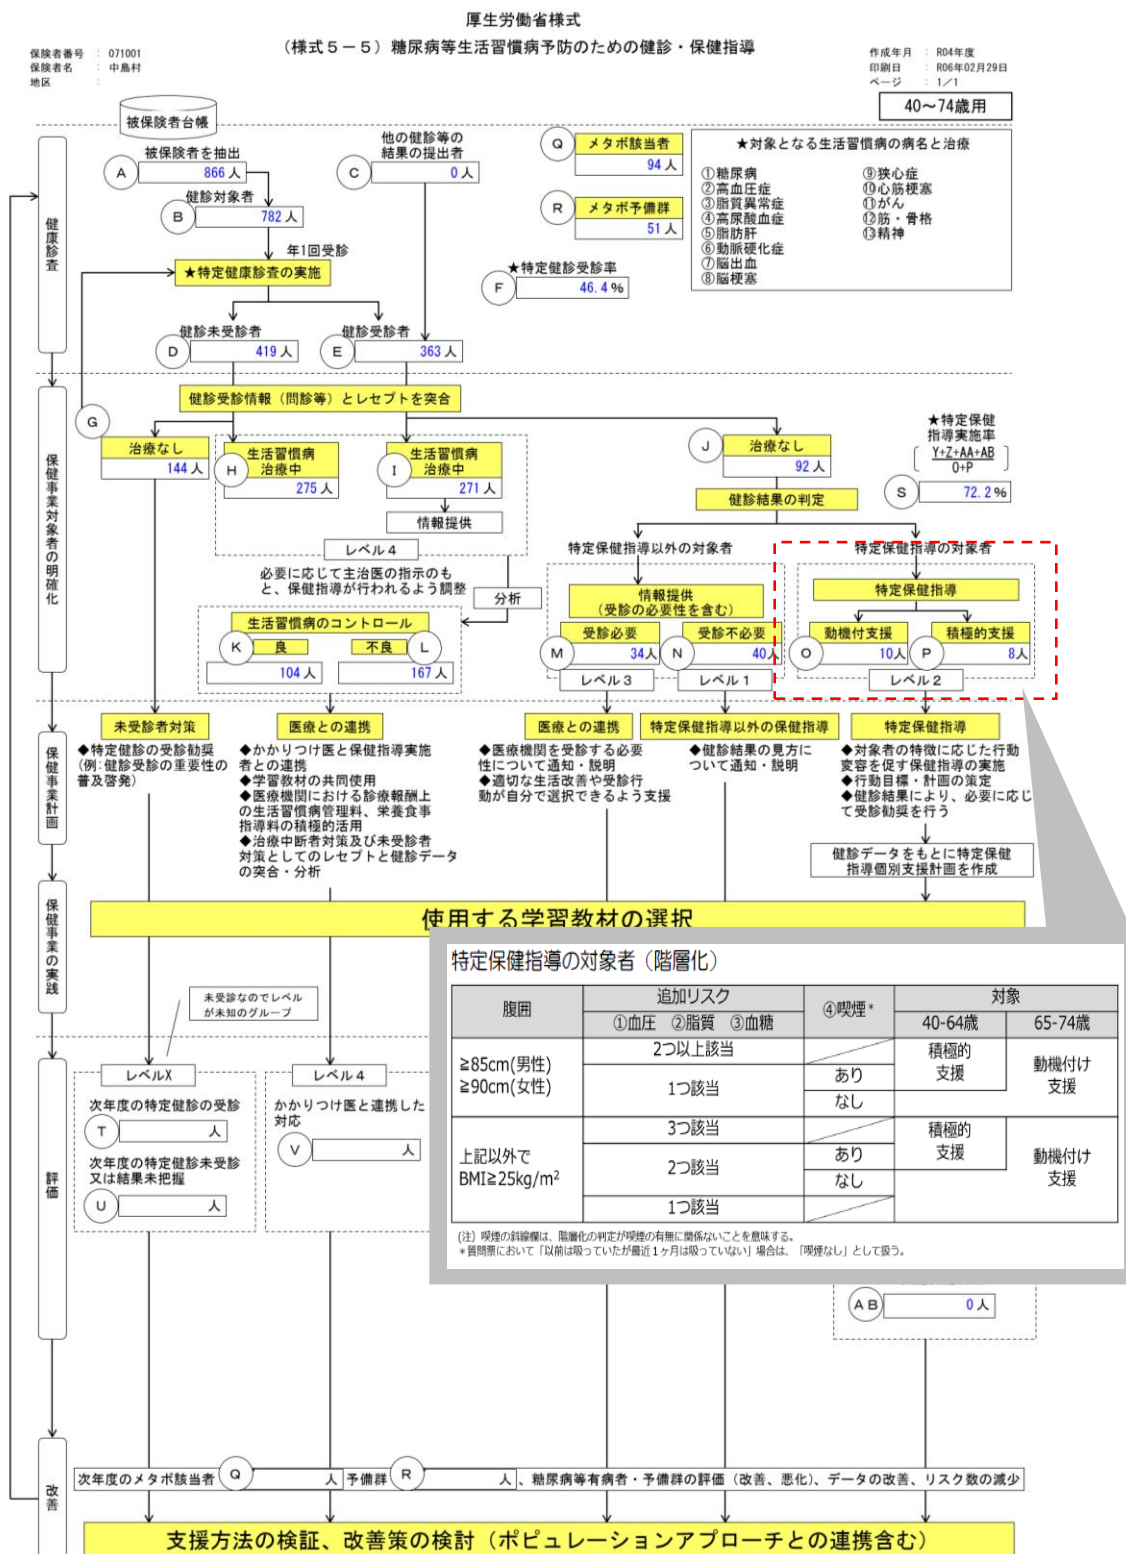 厚生労働省様式
(様式5-5) 糖尿病等生活習慣病予防のための健診・保健指導
保険者番号 : 071001
保険者名 : 中島村
地区 :
作成年月 : R04年度
印刷日 : R06年02月29日
ページ : 1/1
40~74歳用
被保険者台帳
被保険者を抽出
A 866 人
健診対象者
B 782 人
他の健診等の
結果の提出者
C 0 人
年1回受診
★特定健康診査の実施
Q メタボ該当者
94 人
R メタボ予備群
51 人
★特定健診受診率
F 46.4 %
★対象となる生活習慣病の病名と治療
①糖尿病
②高血圧症
③脂質異常症
④高尿酸血症
⑤脂肪肝
⑥動脈硬化症
⑦脳出血
⑧脳梗塞
⑨狭心症
⑩心筋梗塞
⑪がん
⑫筋・骨格
⑬精神
健診未受診者
D 419 人
健診受診者
E 363 人
健康診査
健診受診情報(問診等)とレセプトを突合
G 治療なし
144 人
H 生活習慣病
治療中
275 人
I 生活習慣病
治療中
271 人
情報提供
レベル4
J 治療なし
92 人
健診結果の判定
★特定保健
指導実施率
Y+Z+AA+AB
O+P
S 72.2 %
必要に応じて主治医の指示のも
と、保健指導が行われるよう調整
分析
生活習慣病のコントロール
K 良
104 人
不良 L
167 人
特定保健指導以外の対象者
情報提供
(受診の必要性を含む)
M 受診必要
34人
N 受診不必要
40人
レベル3
レベル1
特定保健指導の対象者
特定保健指導
O 動機付支援
10人
P 積極的支援
8人
レベル2
保健事業対象者の明確化
保健事業計画
未受診者対策
◆特定健診の受診勧奨
(例:健診受診の重要性の
普及啓発)
医療との連携
◆かかりつけ医と保健指導実施
者との連携
◆学習教材の共同使用
◆医療機関における診療報酬上
の生活習慣病管理料、栄養食事
指導料の積極的活用
◆治療中断者対策及び未受診者
対策としてのレセプトと健診データ
の突合・分析
医療との連携
◆医療機関を受診する必要
性について通知・説明
◆適切な生活改善や受診行
動が自分で選択できるよう支援
特定保健指導以外の保健指導
◆健診結果の見方に
ついて通知・説明
特定保健指導
◆対象者の特徴に応じた行動
変容を促す保健指導の実施
◆行動目標・計画の策定
◆健診結果により、必要に応じ
て受診勧奨を行う
健診データをもとに特定保健
指導個別支援計画を作成
保健事業の実践
使用する学習教材の選択
未受診なのでレベル
が未知のグループ
特定保健指導の対象者(階層化)
腹囲 追加リスク ④喫煙* 対象
①血圧 ②脂質 ③血糖 40-64歳 65-74歳
≧85cm(男性)
≧90cm(女性)
2つ以上該当
1つ該当
あり
なし
積極的
支援
動機付け
支援
上記以外で
BMI≧25kg/m²
3つ該当
2つ該当
あり
なし
1つ該当
積極的
支援
動機付け
支援
(注) 喫煙の斜線欄は、階層化の判定が喫煙の有無に関係ないことを意味する。
*質問票において「以前は吸っていたが最近1ヶ月は吸っていない」場合は、「喫煙なし」として扱う。
評価
レベルX
次年度の特定健診の受診
T 人
次年度の特定健診未受診
又は結果未把握
U 人
レベル4
かかりつけ医と連携した
対応
V 人
AB 0 人
改善
次年度のメタボ該当者 Q 人 予備群 R 人 、糖尿病等有病者・予備群の評価(改善、悪化)、データの改善、リスク数の減少
支援方法の検証、改善策の検討(ポピュレーションアプローチとの連携含む)